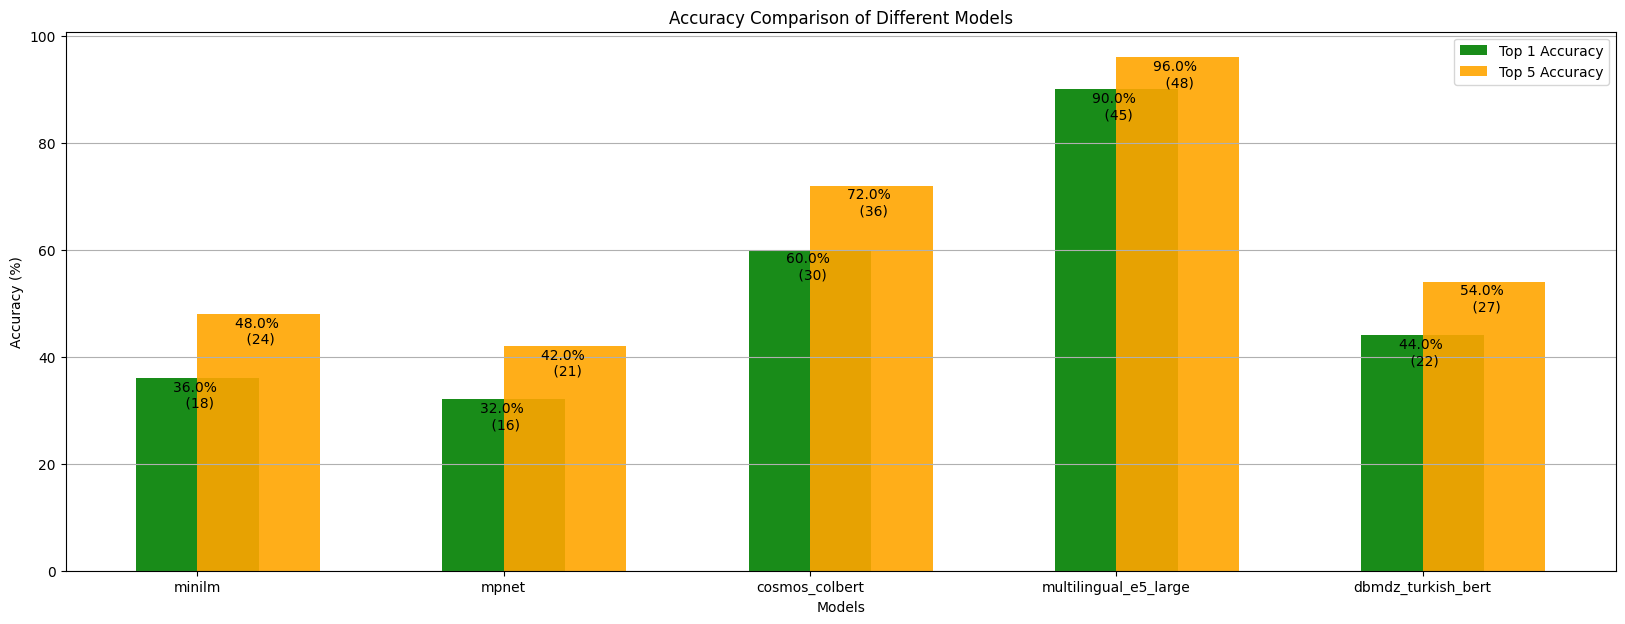 Accuracy Comparison of Different Models
Top 1 Accuracy
Top 5 Accuracy
Accuracy (%)
100
80
60
40
20
0
36.0%
(18)
48.0%
(24)
32.0%
(16)
42.0%
(21)
60.0%
(30)
72.0%
(36)
90.0%
(45)
96.0%
(48)
44.0%
(22)
54.0%
(27)
minilm
mpnet
cosmos_colbert
multilingual_e5_large
dbmdz_turkish_bert
Models